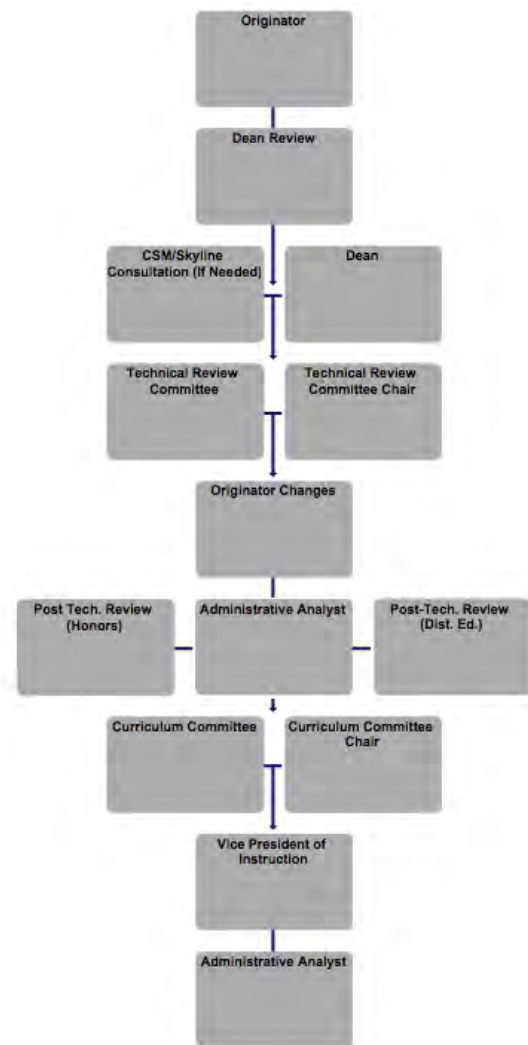 Originator
Dean Review
CSM/Skyline
Consultation (If Needed)
Dean
Technical Review
Committee
Technical Review
Committee Chair
Originator Changes
Post Tech. Review
(Honors)
Administrative Analyst
Post-Tech. Review
(Dist. Ed.)
Curriculum Committee
Curriculum Committee
Chair
Vice President of
Instruction
Administrative Analyst